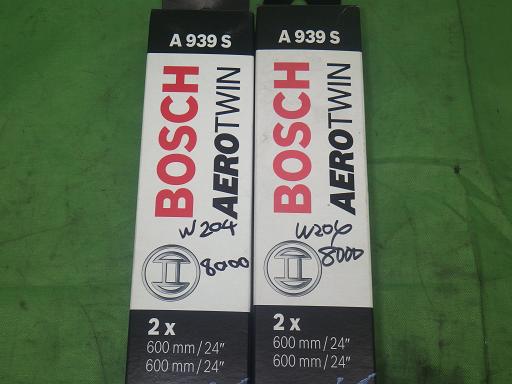 A 939 S
BOSCH
AEROTWIN
W204
8000
2 x
600 mm/24"
600 mm/24"
A 939 S
BOSCH
AEROTWIN
W204
8000
2 x
600 mm/24"
600 mm/24"